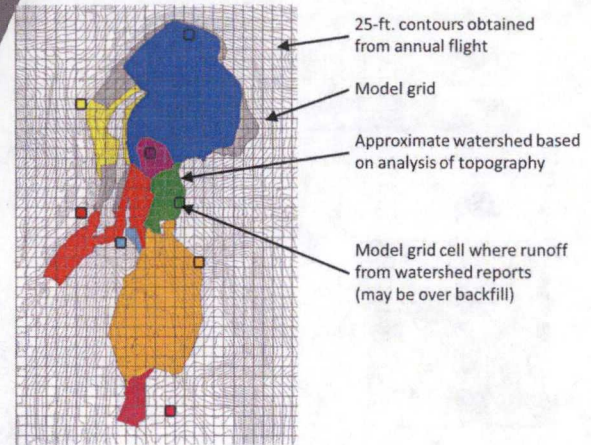 25-ft. contours obtained
from annual flight
Model grid
Approximate watershed based
on analysis of topography
Model grid cell where runoff
from watershed reports
(may be over backfill)